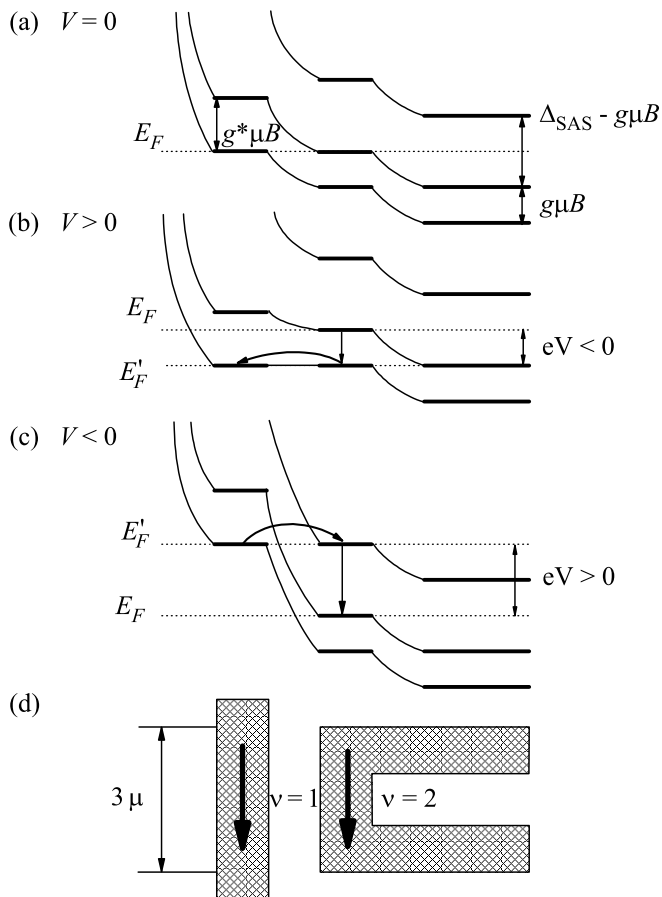 (a) V = 0
E_F
g*μB
Δ_SAS - gμB
gμB
(b) V > 0
E_F
E'_F
eV < 0
(c) V < 0
E'_F
E_F
eV > 0
(d)
3 μ
ν = 1
ν = 2